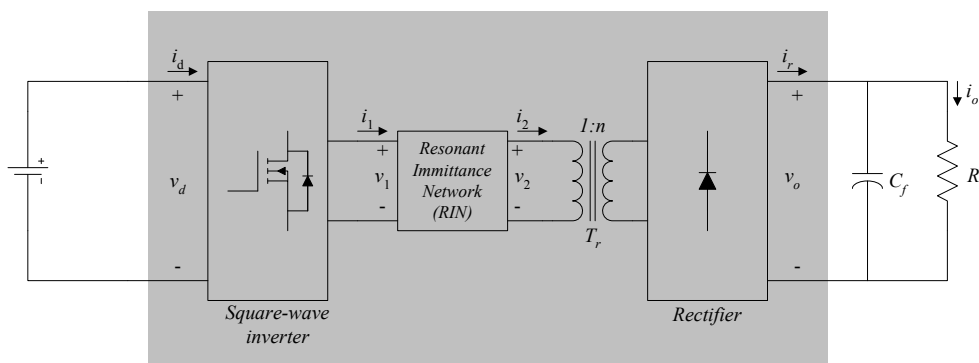 i_d
+
v_d
-
Square-wave
inverter
i_1
+
v_1
-
Resonant
Immittance
Network
(RIN)
i_2
+
v_2
-
1:n
T_r
Rectifier
i_r
+
v_o
-
C_f
i_o
R
+
-